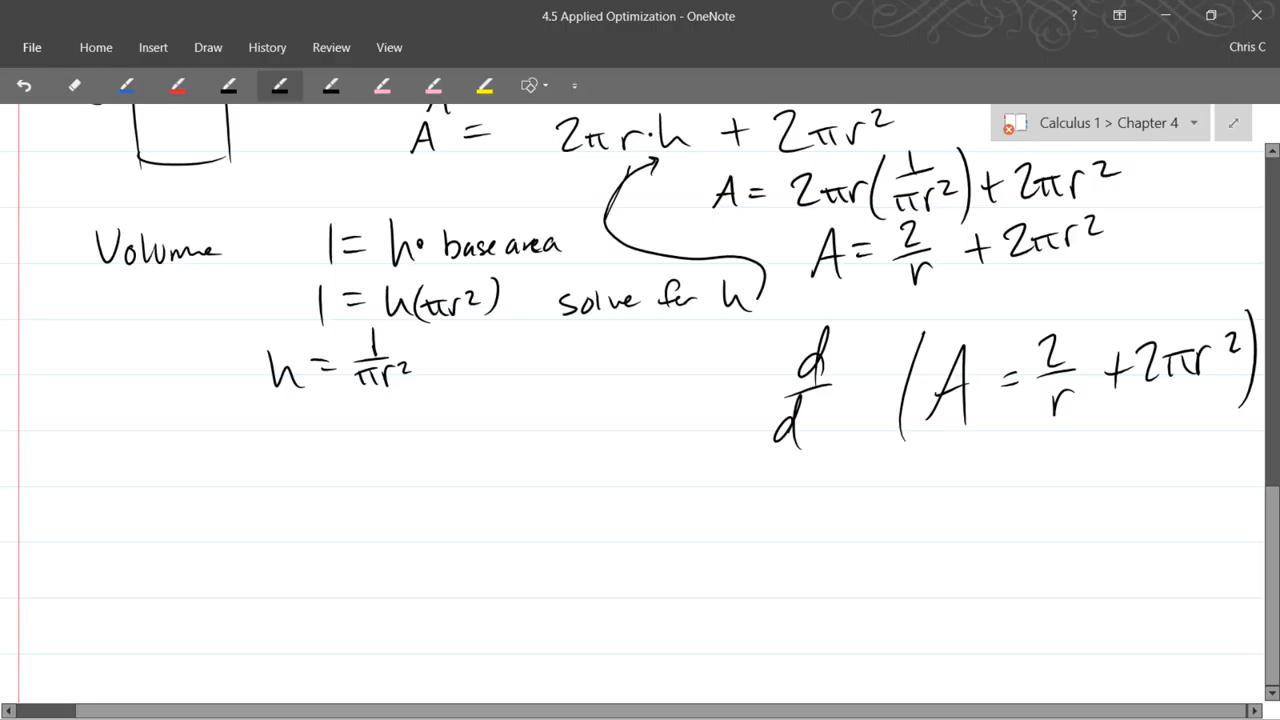 4.5 Applied Optimization - OneNote
?
File Home Insert Draw History Review View
Chris C
Calculus 1 > Chapter 4
A = 2πr·h + 2πr²
A = 2πr(1/πr²) + 2πr²
Volume 1 = h· base area
A = 2/r + 2πr²
1 = h(πr²) solve for h
h = 1/πr²
d/d (A = 2/r + 2πr²)